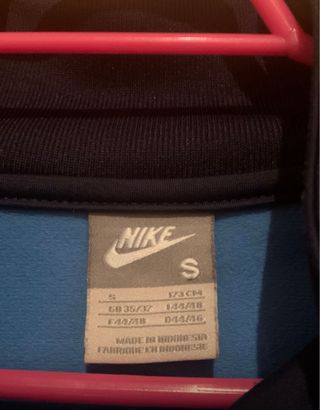 NIKE
S
S 173 CM
GB 35/37 I 44/48
F 44/48 D 44/46
MADE IN INDONESIA
FABRIQUE EN INDONESIE